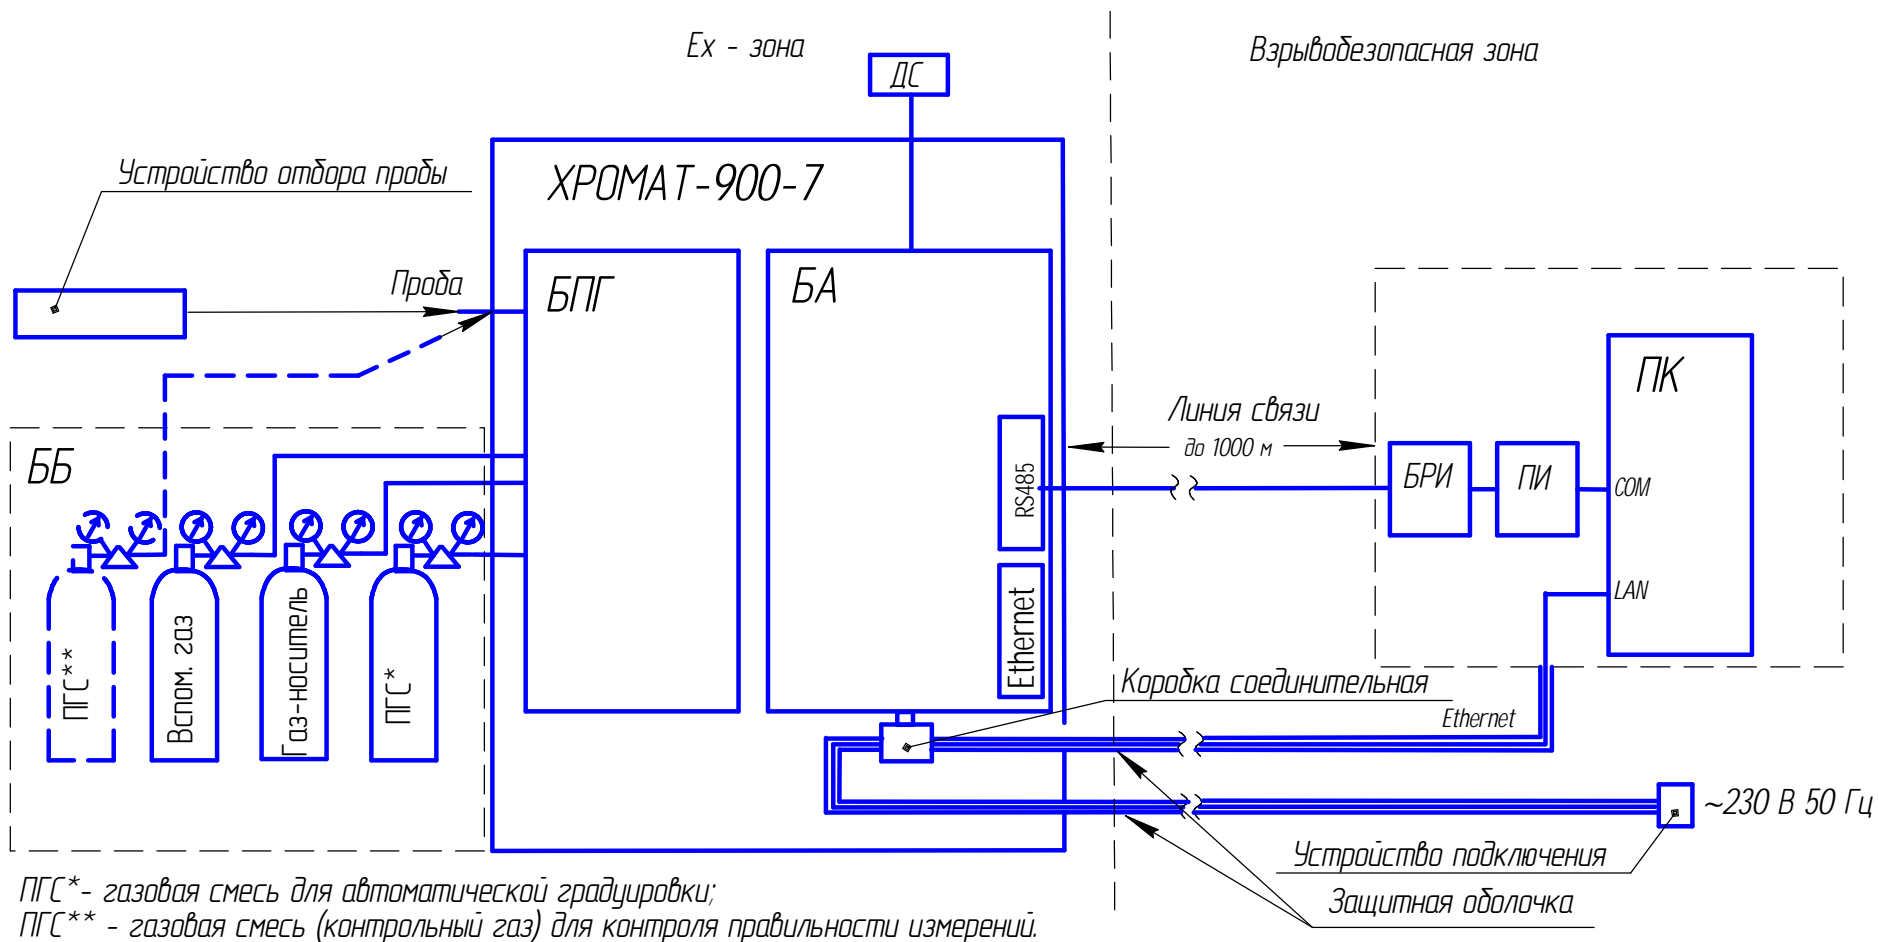 Ex - зона
Взрывобезопасная зона
ДС
Устройство отбора пробы
ХРОМАТ-900-7
Проба
БПГ
БА
ПК
Линия связи
до 1000 м
ББ
RS485
БРИ
ПИ
COM
Ethernet
LAN
ПГС**
Вспом. газ
Газ-носитель
ПГС*
Коробка соединительная
Ethernet
~230 В 50 Гц
Устройство подключения
Защитная оболочка
ПГС*- газовая смесь для автоматической градуировки;
ПГС** - газовая смесь (контрольный газ) для контроля правильности измерений.